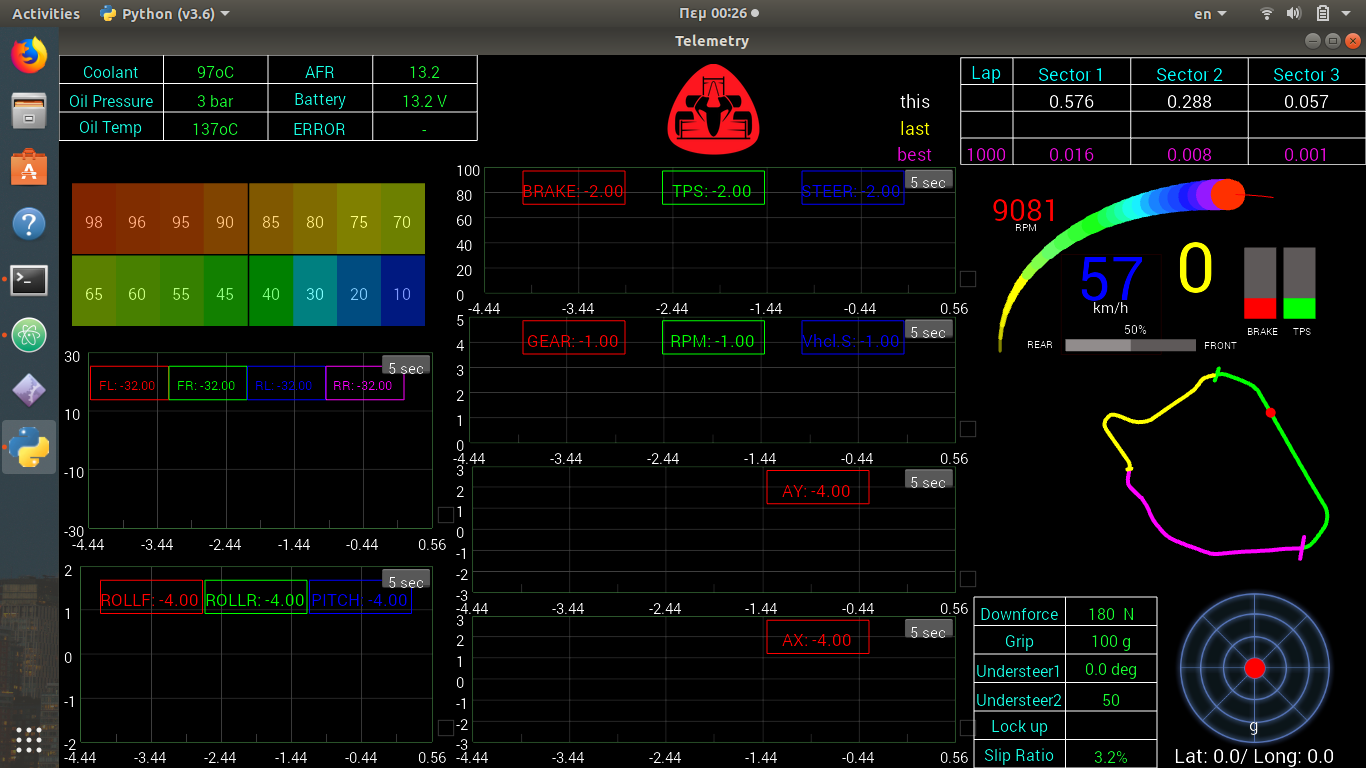 Activities Python (v3.6) Πεμ 00:26 en
Telemetry
Coolant 97oC AFR 13.2
Oil Pressure 3 bar Battery 13.2 V
Oil Temp 137oC ERROR -
this
last
best
Lap Sector 1 Sector 2 Sector 3
0.576 0.288 0.057
1000 0.016 0.008 0.001
98 96 95 90 85 80 75 70
65 60 55 45 40 30 20 10
30
10
-10
-30
5 sec
FL: -32.00 FR: -32.00 RL: -32.00 RR: -32.00
-4.44 -3.44 -2.44 -1.44 -0.44 0.56
2
1
0
-1
-2
5 sec
ROLLF: -4.00 ROLLR: -4.00 PITCH: -4.00
-4.44 -3.44 -2.44 -1.44 -0.44 0.56
100
80
60
40
20
0
5 sec
BRAKE: -2.00 TPS: -2.00 STEER: -2.00
-4.44 -3.44 -2.44 -1.44 -0.44 0.56
5
4
3
2
1
0
5 sec
GEAR: -1.00 RPM: -1.00 Vhcl.S: -1.00
-4.44 -3.44 -2.44 -1.44 -0.44 0.56
3
2
1
0
-1
-2
-3
5 sec
AY: -4.00
-4.44 -3.44 -2.44 -1.44 -0.44 0.56
3
2
1
0
-1
-2
-3
5 sec
AX: -4.00
-4.44 -3.44 -2.44 -1.44 -0.44 0.56
9081
RPM
57
km/h
0
BRAKE TPS
50%
REAR FRONT
Downforce 180 N
Grip 100 g
Understeer1 0.0 deg
Understeer2 50
Lock up
Slip Ratio 3.2%
g
Lat: 0.0/ Long: 0.0